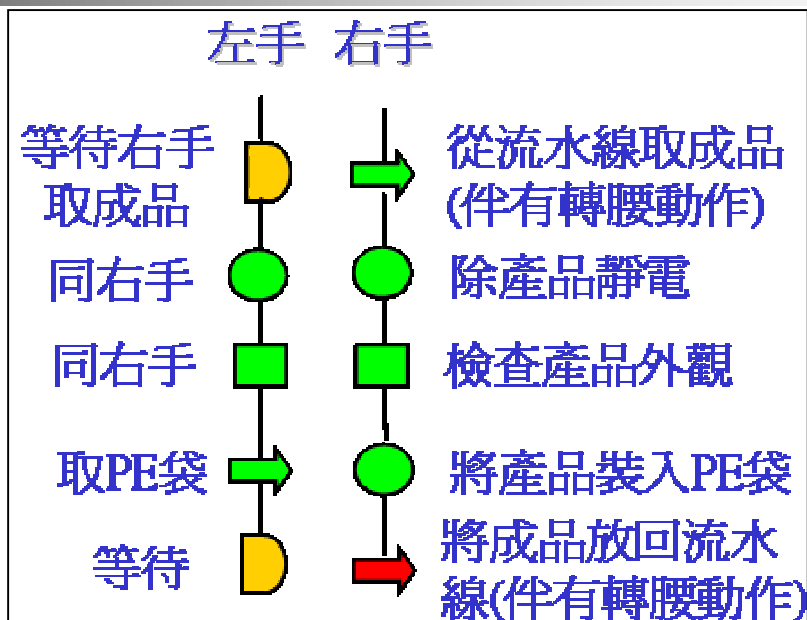 左手 右手
等待右手
取成品
從流水線取成品
(伴有轉腰動作)
同右手
除產品靜電
同右手
檢查產品外觀
取PE袋
將產品裝入PE袋
等待
將成品放回流水
線(伴有轉腰動作)